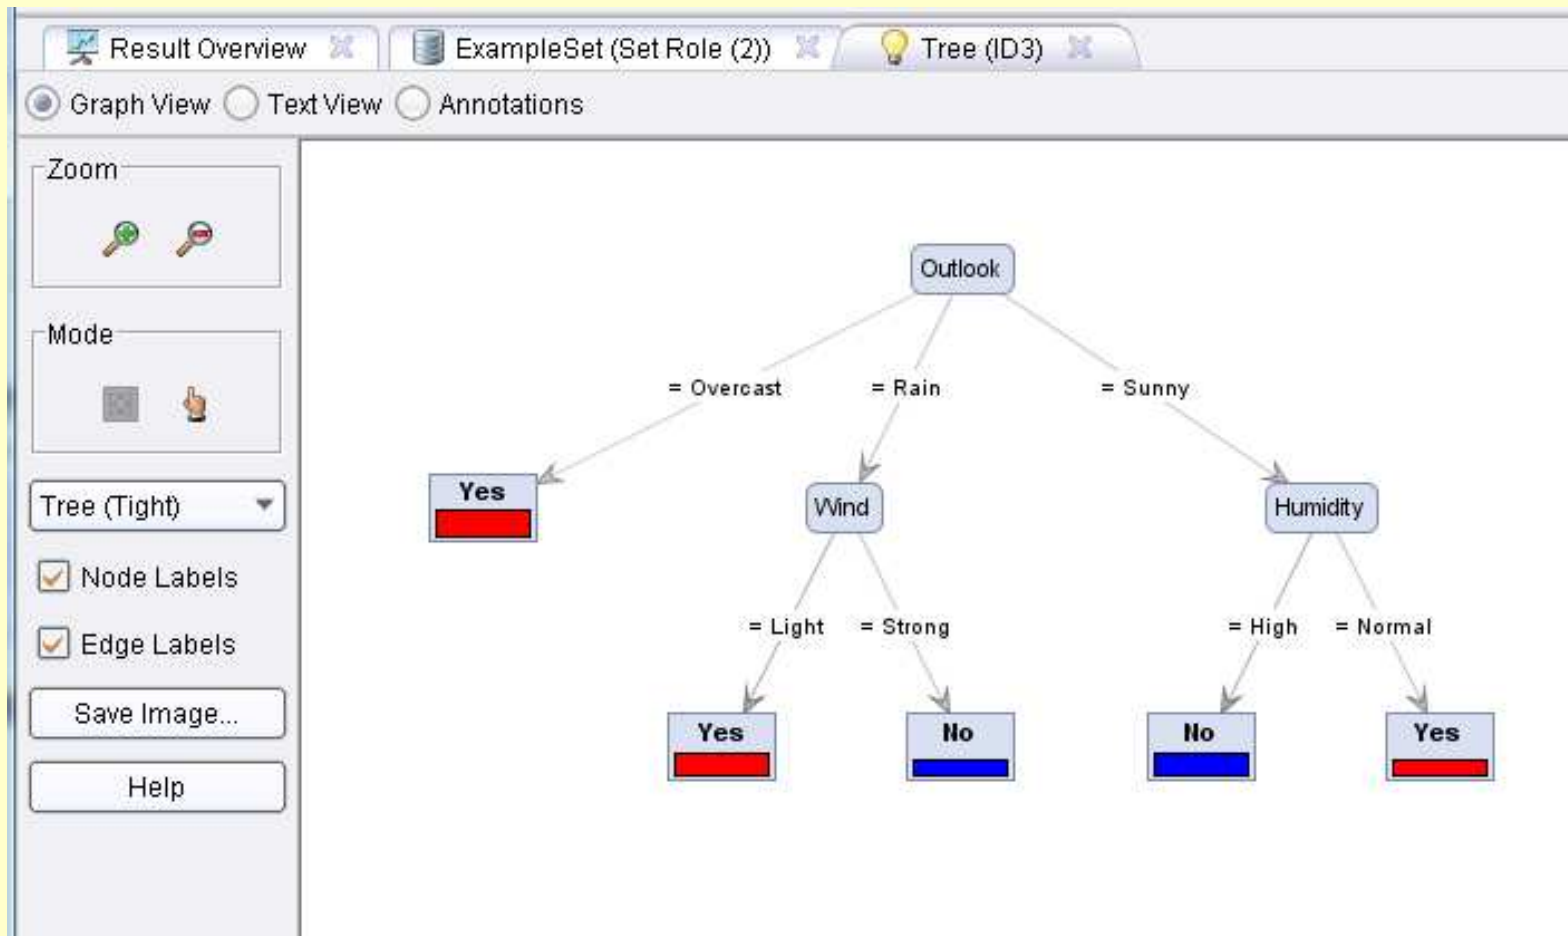 Result Overview ExampleSet (Set Role (2)) Tree (ID3)
Graph View Text View Annotations
Zoom
Mode
Tree (Tight)
Node Labels
Edge Labels
Save Image...
Help
Outlook
= Overcast = Rain = Sunny
Yes Wind Humidity
= Light = Strong = High = Normal
Yes No No Yes